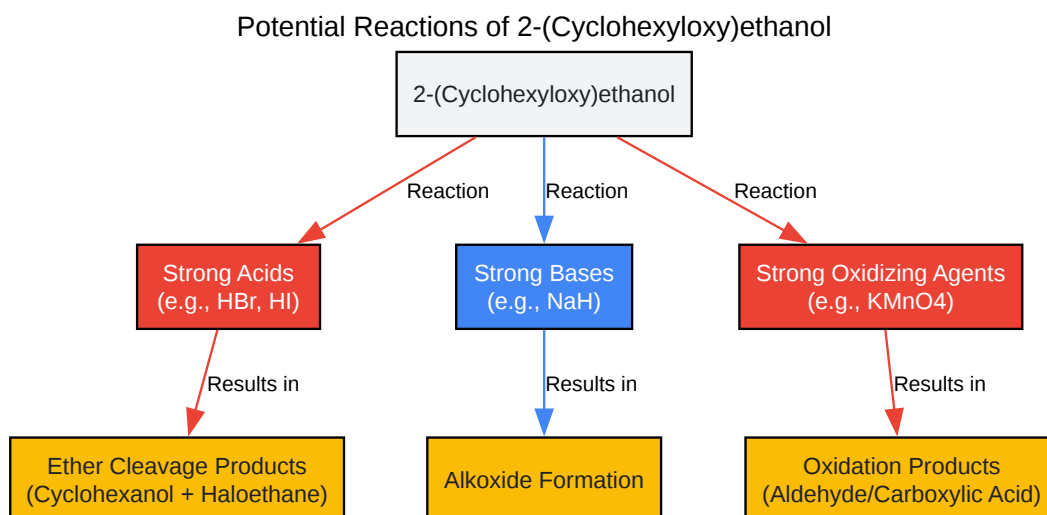 Potential Reactions of 2-(Cyclohexyloxy)ethanol
2-(Cyclohexyloxy)ethanol
Reaction
Reaction
Reaction
Strong Acids
(e.g., HBr, HI)
Strong Bases
(e.g., NaH)
Strong Oxidizing Agents
(e.g., KMnO4)
Results in
Results in
Results in
Ether Cleavage Products
(Cyclohexanol + Haloethane)
Alkoxide Formation
Oxidation Products
(Aldehyde/Carboxylic Acid)